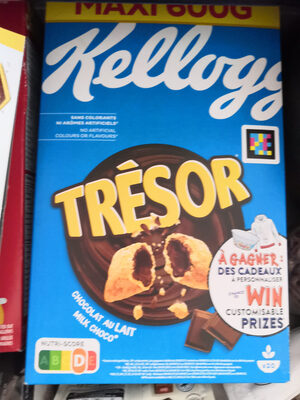 MAXI 600G
Kellogg
SANS COLORANTS
NI ARÔMES ARTIFICIELS*
NO ARTIFICIAL
COLOURS OR FLAVOURS*
TRÉSOR
CHOCOLAT AU LAIT
MILK CHOCO*
À GAGNER :
DES CADEAUX
À PERSONNALISER
WIN
CUSTOMISABLE
PRIZES
NUTRI-SCORE
A B C D E